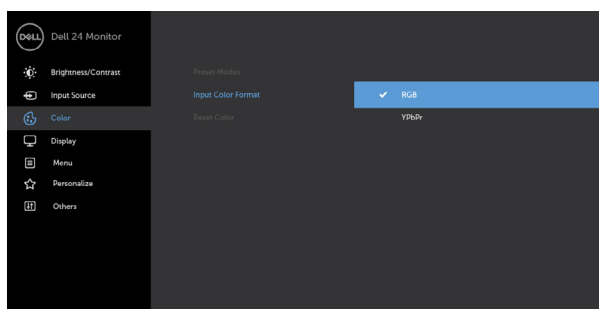 DELL Dell 24 Monitor
Brightness/Contrast
Preset Modes
Input Source
Input Color Format
✓ RGB
Color
Reset Color
YPbPr
Display
Menu
Personalize
Others